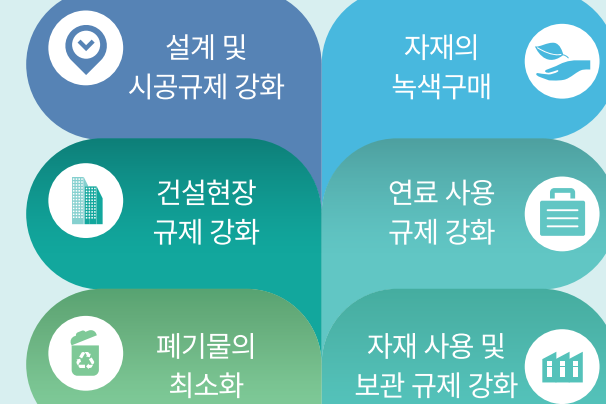 설계 및
시공규제 강화
자재의
녹색구매
건설현장
규제 강화
연료 사용
규제 강화
폐기물의
최소화
자재 사용 및
보관 규제 강화